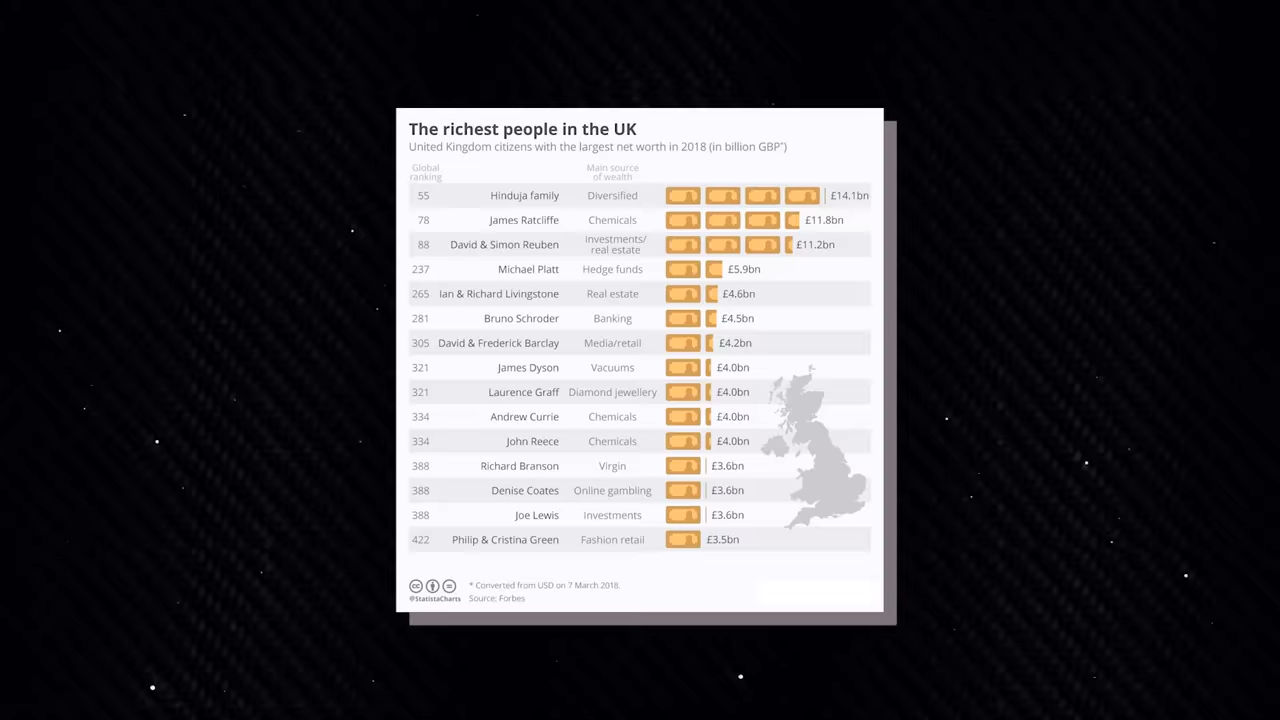 The richest people in the UK
United Kingdom citizens with the largest net worth in 2018 (in billion GBP*)
Global ranking Main source of wealth
55 Hinduja family Diversified £14.1bn
78 James Ratcliffe Chemicals £11.8bn
88 David & Simon Reuben Investments/ real estate £11.2bn
237 Michael Platt Hedge funds £5.9bn
265 Ian & Richard Livingstone Real estate £4.6bn
281 Bruno Schroder Banking £4.5bn
305 David & Frederick Barclay Media/retail £4.2bn
321 James Dyson Vacuums £4.0bn
321 Laurence Graff Diamond jewellery £4.0bn
334 Andrew Currie Chemicals £4.0bn
334 John Reece Chemicals £4.0bn
388 Richard Branson Virgin £3.6bn
388 Denise Coates Online gambling £3.6bn
388 Joe Lewis Investments £3.6bn
422 Philip & Cristina Green Fashion retail £3.5bn
* Converted from USD on 7 March 2018.
@StatistaCharts Source: Forbes